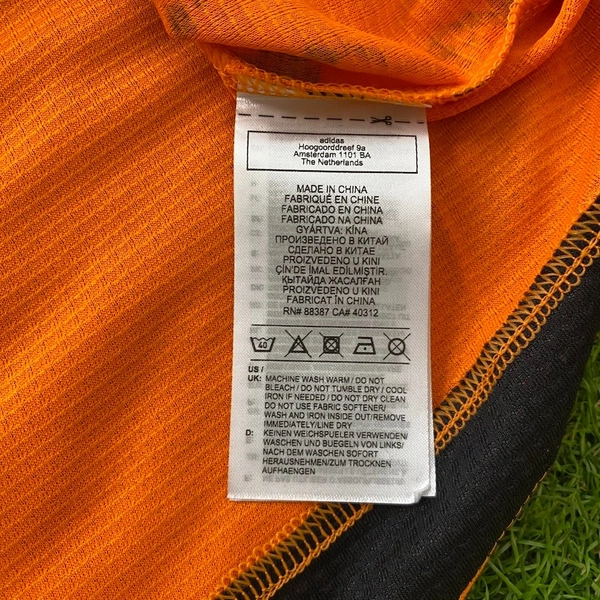 adidas
Hoogoorddreef 9a
Amsterdam 1101 BA
The Netherlands
MADE IN CHINA
FABRIQUÉ EN CHINE
FABRICADO EN CHINA
FABRICADO NA CHINA
GYÁRTVA: KÍNA
ПРОИЗВЕДЕНО В КИТАЙ
СДЕЛАНО В КИТАЕ
PROIZVEDENO U KINI
ÇİN'DE İMAL EDİLMİŞTİR.
ҚЫТАЙДА ЖАСАЛҒАН
PROIZVEDENO U KINI
FABRICAT ÎN CHINA
RN# 88387 CA# 40312
40
US /
UK: MACHINE WASH WARM / DO NOT
BLEACH / DO NOT TUMBLE DRY / COOL
IRON IF NEEDED / DO NOT DRY CLEAN
DO NOT USE FABRIC SOFTENER/
WASH AND IRON INSIDE OUT/REMOVE
IMMEDIATELY/LINE DRY
D: KEINEN WEICHSPUELER VERWENDEN/
WASCHEN UND BUEGELN VON LINKS/
NACH DEM WASCHEN SOFORT
HERAUSNEHMEN/ZUM TROCKNEN
AUFHAENGEN